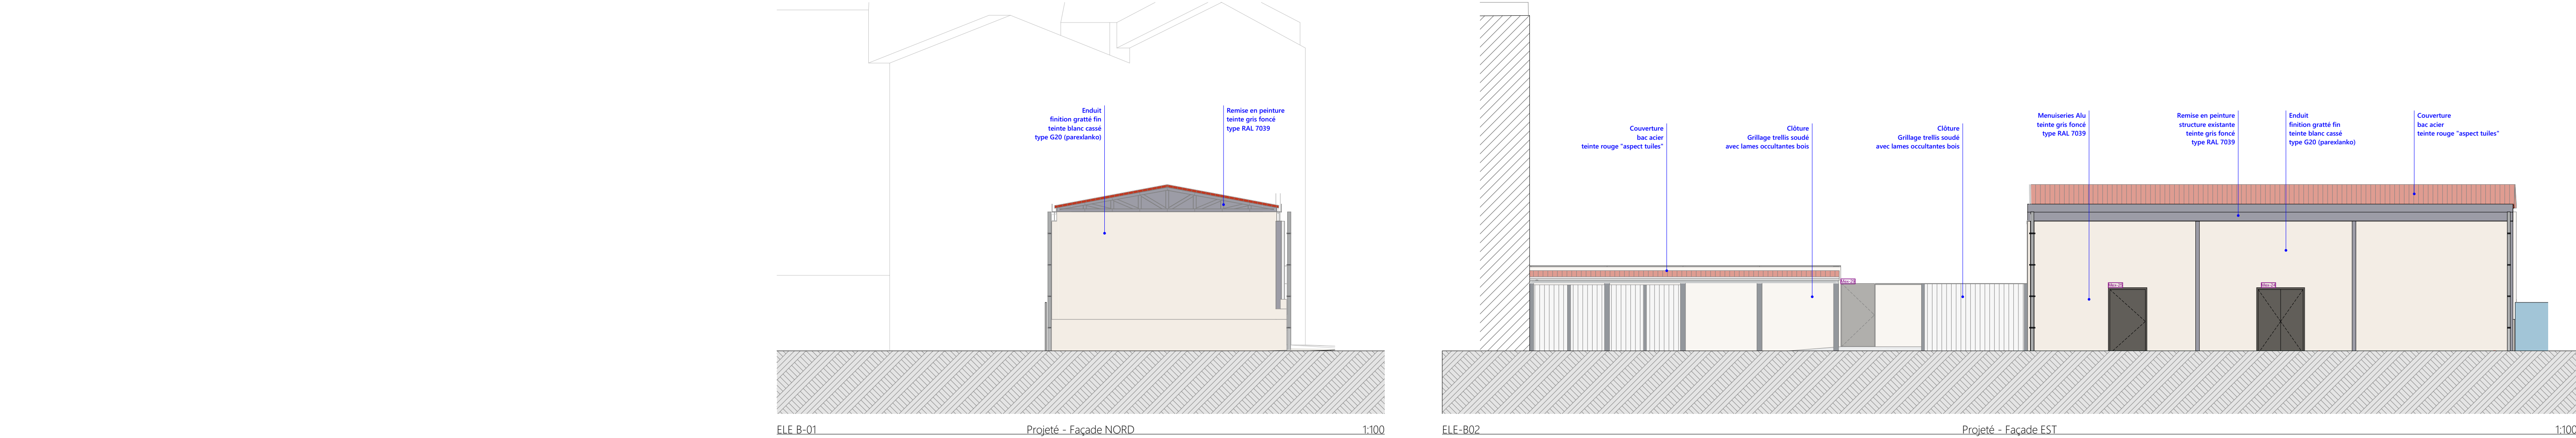 Enduit
finition gratté fin
teinte blanc cassé
type G20 (parexlanko)
Remise en peinture
teinte gris foncé
type RAL 7039
ELE B-01
Projeté - Façade NORD
1:100
Couverture
bac acier
teinte rouge "aspect tuiles"
Clôture
Grillage trellis soudé
avec lames occultantes bois
Clôture
Grillage trellis soudé
avec lames occultantes bois
Menuiseries Alu
teinte gris foncé
type RAL 7039
Remise en peinture
structure existante
teinte gris foncé
type RAL 7039
Enduit
finition gratté fin
teinte blanc cassé
type G20 (parexlanko)
Couverture
bac acier
teinte rouge "aspect tuiles"
ELE-B02
Projeté - Façade EST
1:100